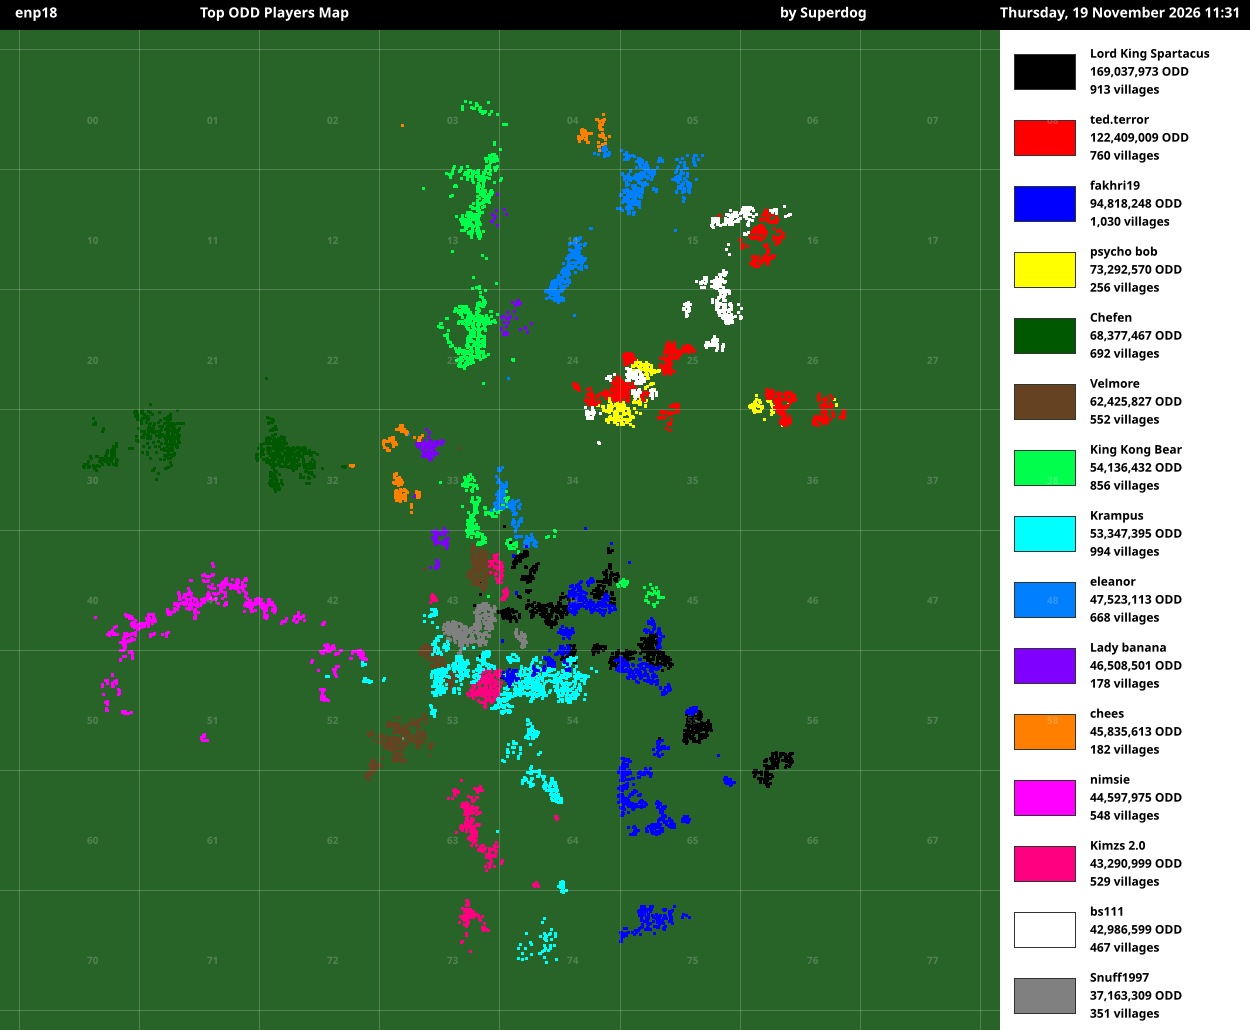 enp18 Top ODD Players Map by Superdog Thursday, 19 November 2026 11:31
Lord King Spartacus
169,037,973 ODD
913 villages
ted.terror
122,409,009 ODD
760 villages
fakhri19
94,818,248 ODD
1,030 villages
psycho bob
73,292,570 ODD
256 villages
Chefen
68,377,467 ODD
692 villages
Velmore
62,425,827 ODD
552 villages
King Kong Bear
54,136,432 ODD
856 villages
Krampus
53,347,395 ODD
994 villages
eleanor
47,523,113 ODD
668 villages
Lady banana
46,508,501 ODD
178 villages
chees
45,835,613 ODD
182 villages
nimsie
44,597,975 ODD
548 villages
Kimzs 2.0
43,290,999 ODD
529 villages
bs111
42,986,599 ODD
467 villages
Snuff1997
37,163,309 ODD
351 villages
00 01 02 03 04 06 07
10 11 12 13 15 16 17
20 21 22 24 25 26 27
30 31 32 33 34 35 36 37
40 41 42 43 45 46 47
50 51 52 53 54 56 57
60 61 62 63 64 65 66 67
70 71 72 73 74 75 76 77